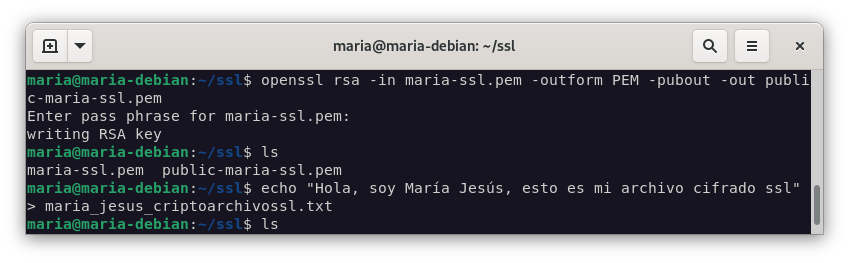 maria@maria-debian: ~/ssl
maria@maria-debian:~/ssl$ openssl rsa -in maria-ssl.pem -outform PEM -pubout -out publi
c-maria-ssl.pem
Enter pass phrase for maria-ssl.pem:
writing RSA key
maria@maria-debian:~/ssl$ ls
maria-ssl.pem  public-maria-ssl.pem
maria@maria-debian:~/ssl$ echo "Hola, soy María Jesús, esto es mi archivo cifrado ssl"
> maria_jesus_criptoarchivossl.txt
maria@maria-debian:~/ssl$ ls